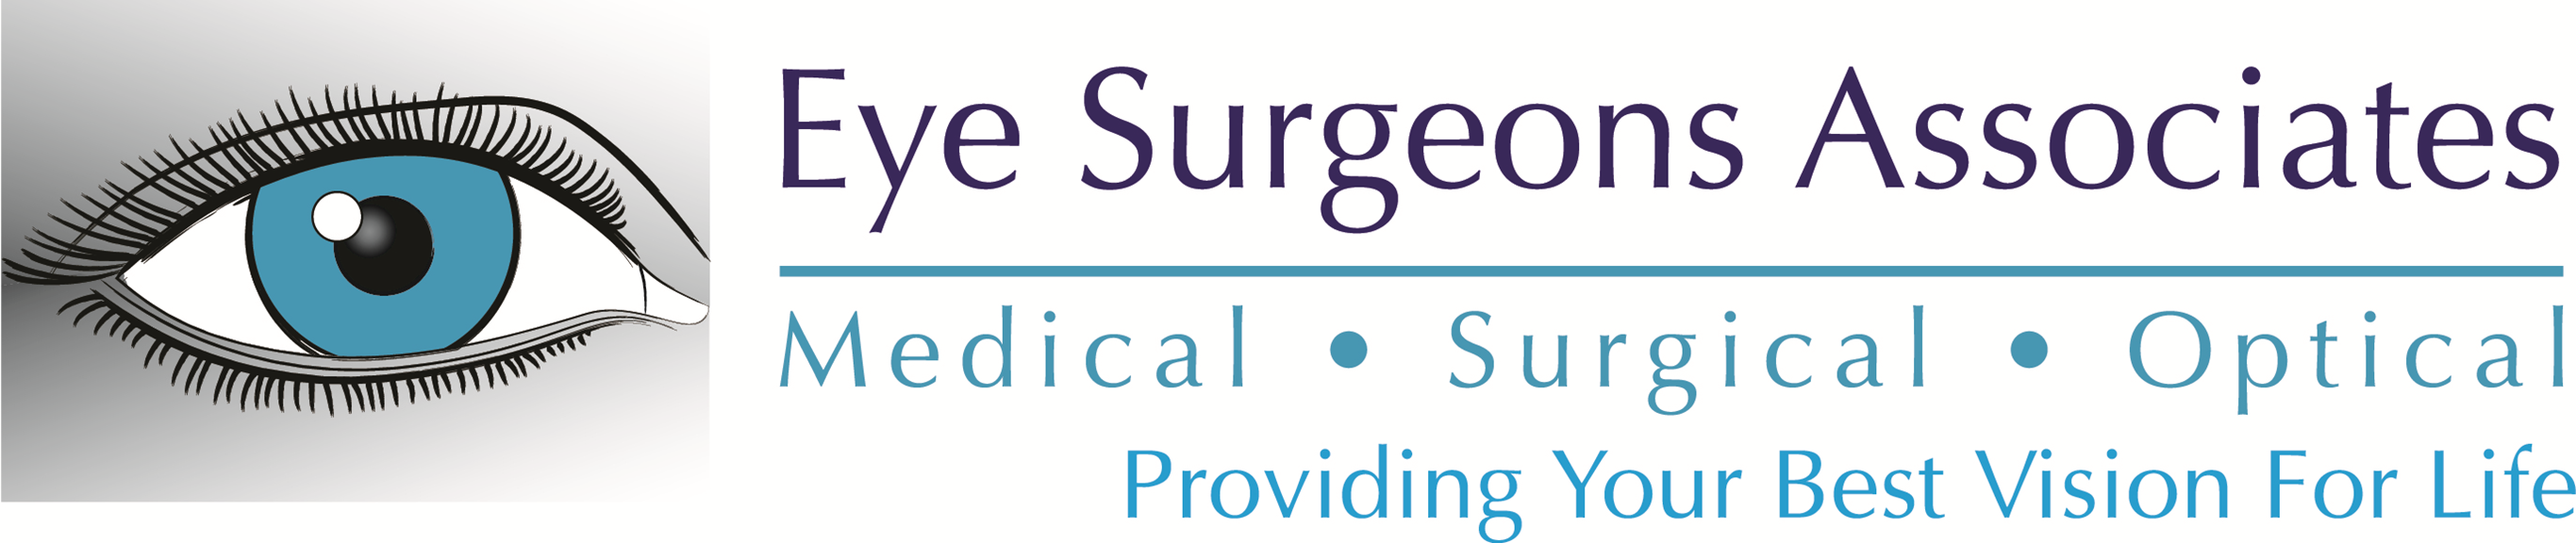 Eye Surgeons Associates
Medical • Surgical • Optical
Providing Your Best Vision For Life